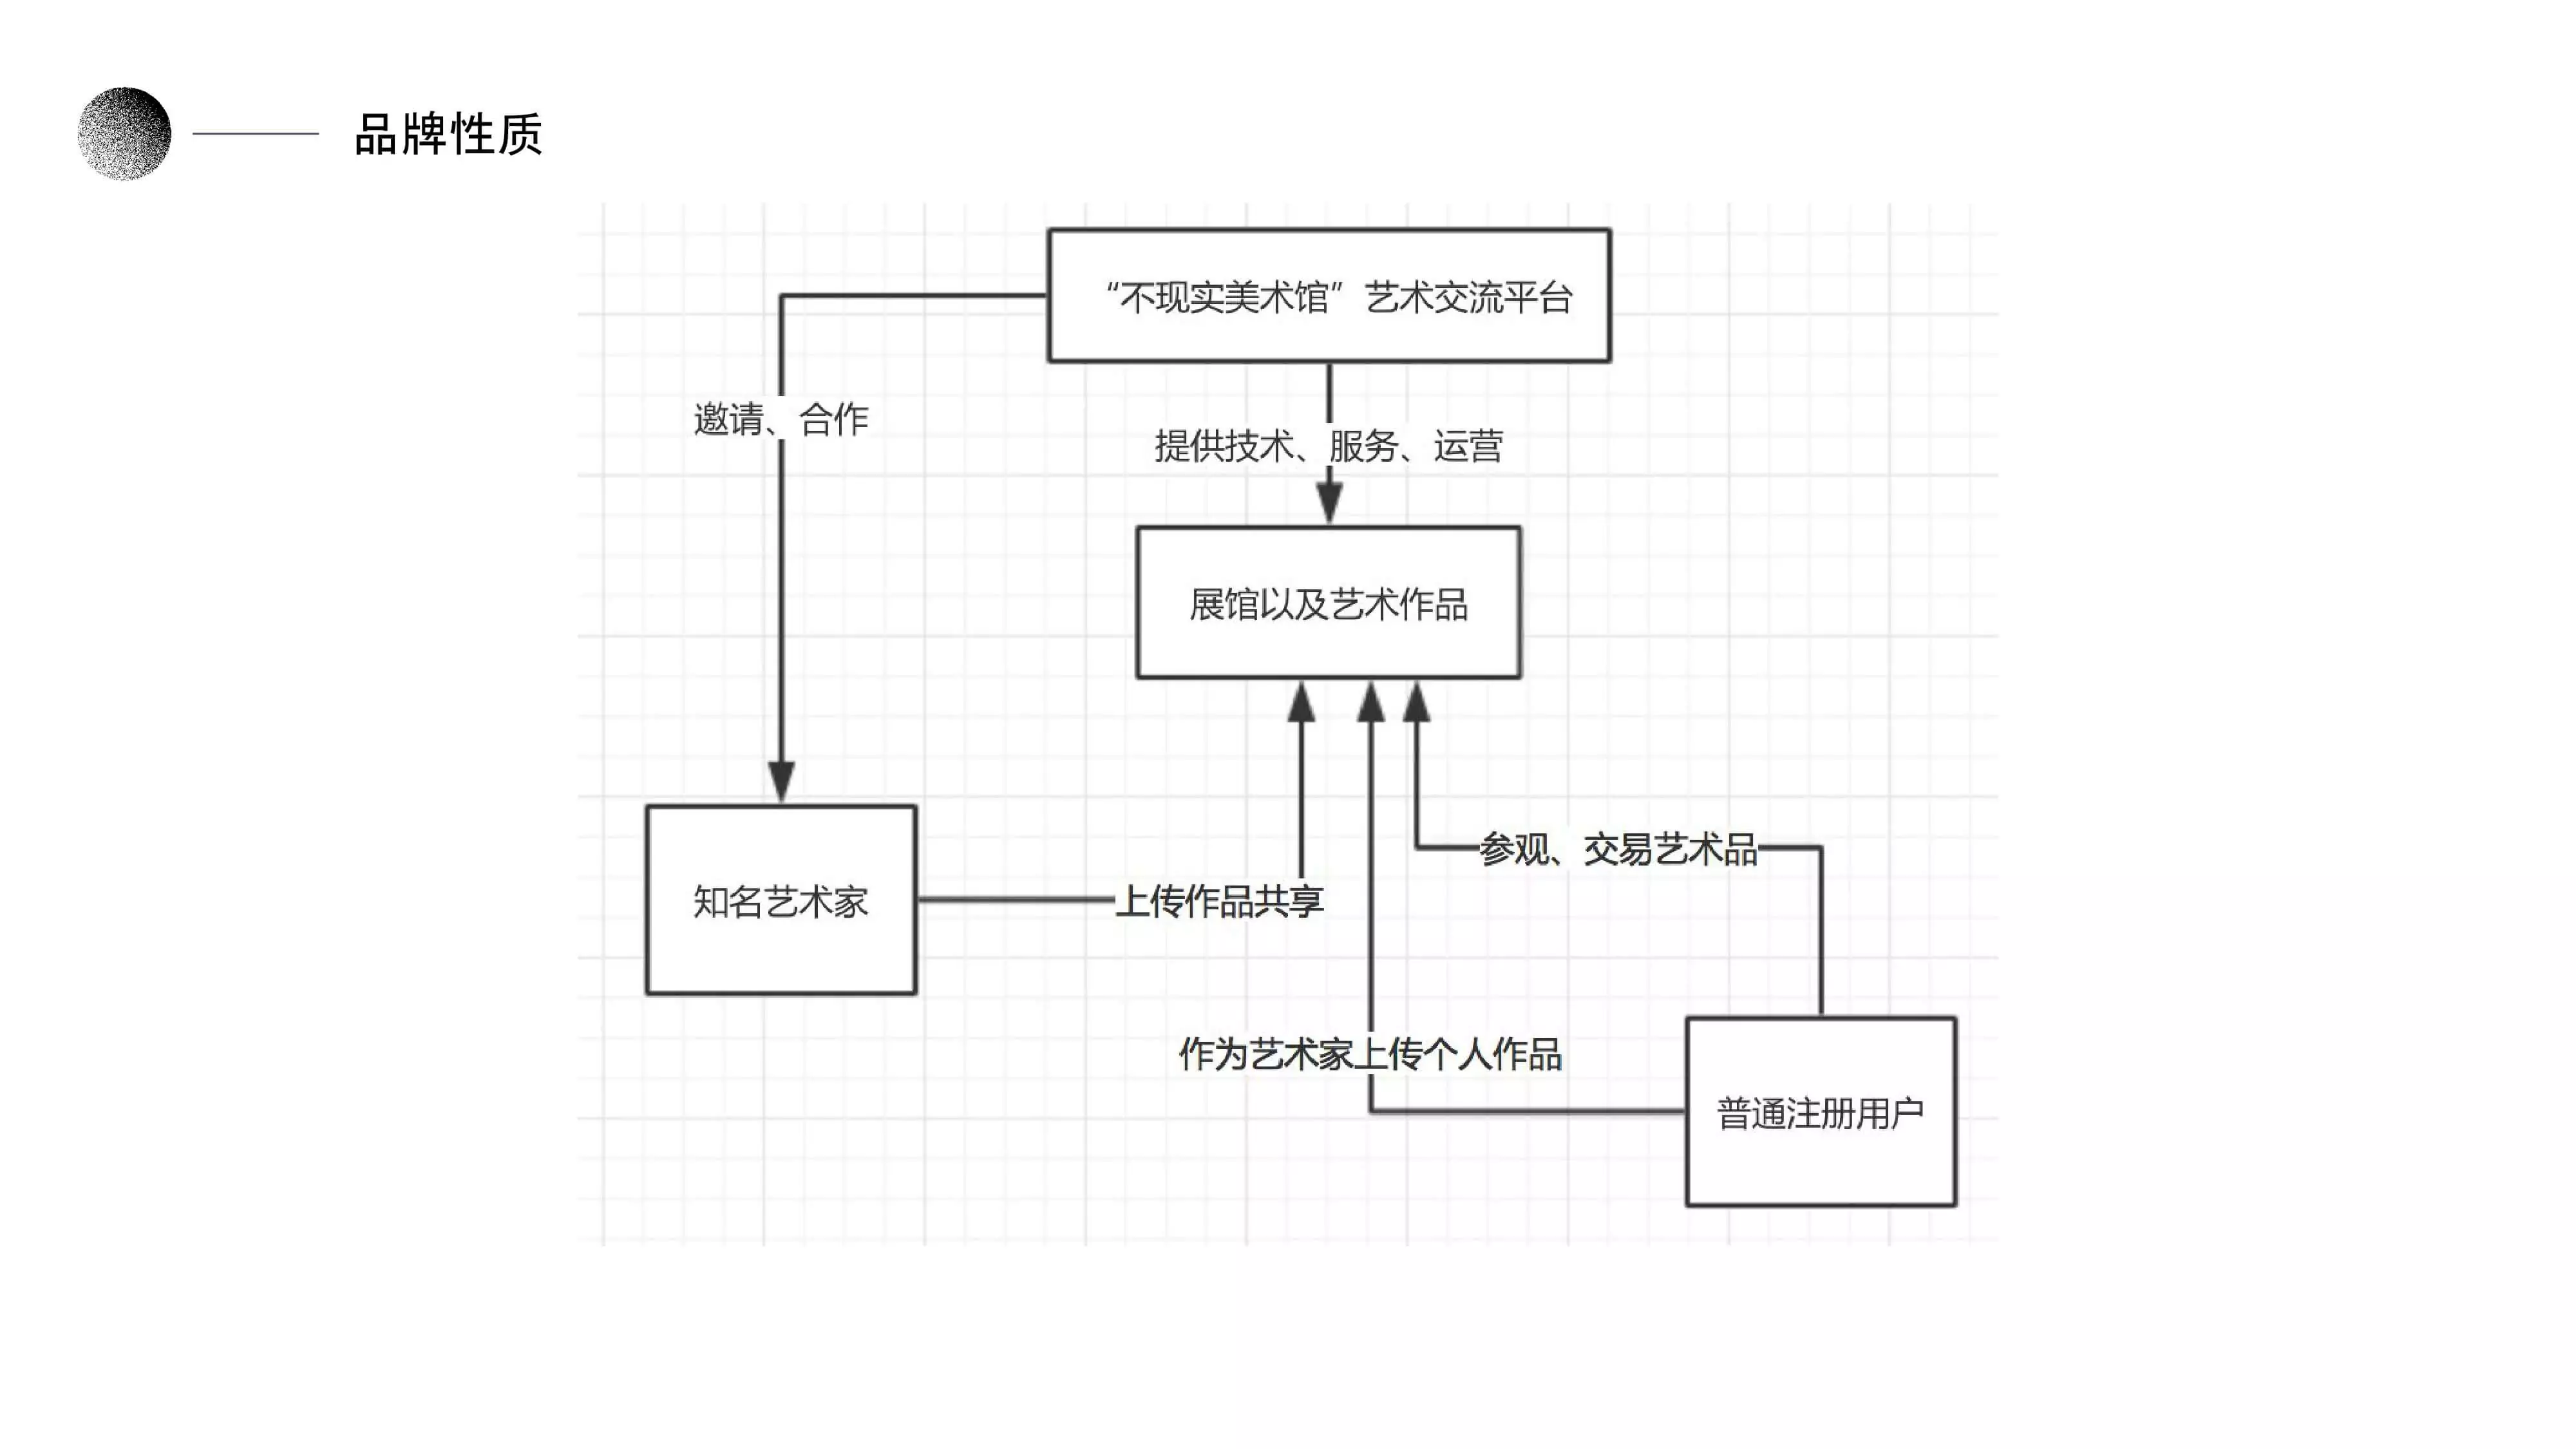 品牌性质
“不现实美术馆”艺术交流平台
邀请、合作
提供技术、服务、运营
展馆以及艺术作品
参观、交易艺术品
知名艺术家
上传作品共享
作为艺术家上传个人作品
普通注册用户